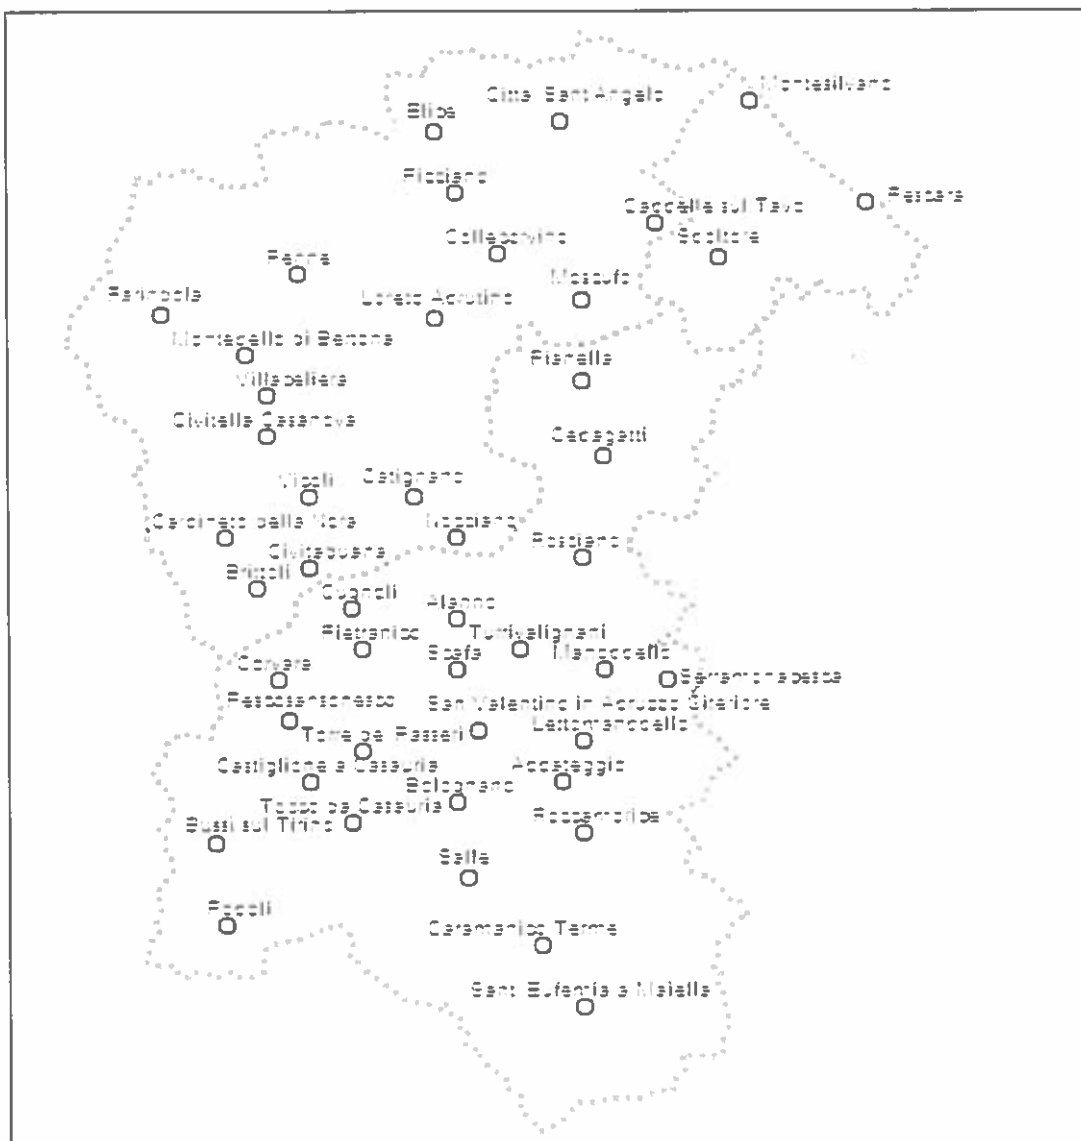 Montesilvano
Citta Sant Angelo
Elice
Picciano
Pescara
Cappelle sul Tavo
Spoltore
Collecorvino
Penne
Moscufo
Farindola
Loreto Aprutino
Montebello di Bertona
Pianella
Villa Celiera
Civitella Casanova
Cepagatti
Vicoli
Catignano
Carpineto della Nora
Nocciano
Rosciano
Civitaquana
Brittoli
Cugnoli
Alanno
Pietranico
Turrivalignani
Scafa
Manoppello
Corvara
Serramonacesca
Pescosansonesco
San Valentino in Abruzzo Citeriore
Lettomanoppello
Torre de Passeri
Castiglione a Casauria
Abbateggio
Bolognano
Tocco da Casauria
Bussi sul Tirino
Roccamorice
Salle
Popoli
Caramanico Terme
Sant Eufemia a Maiella